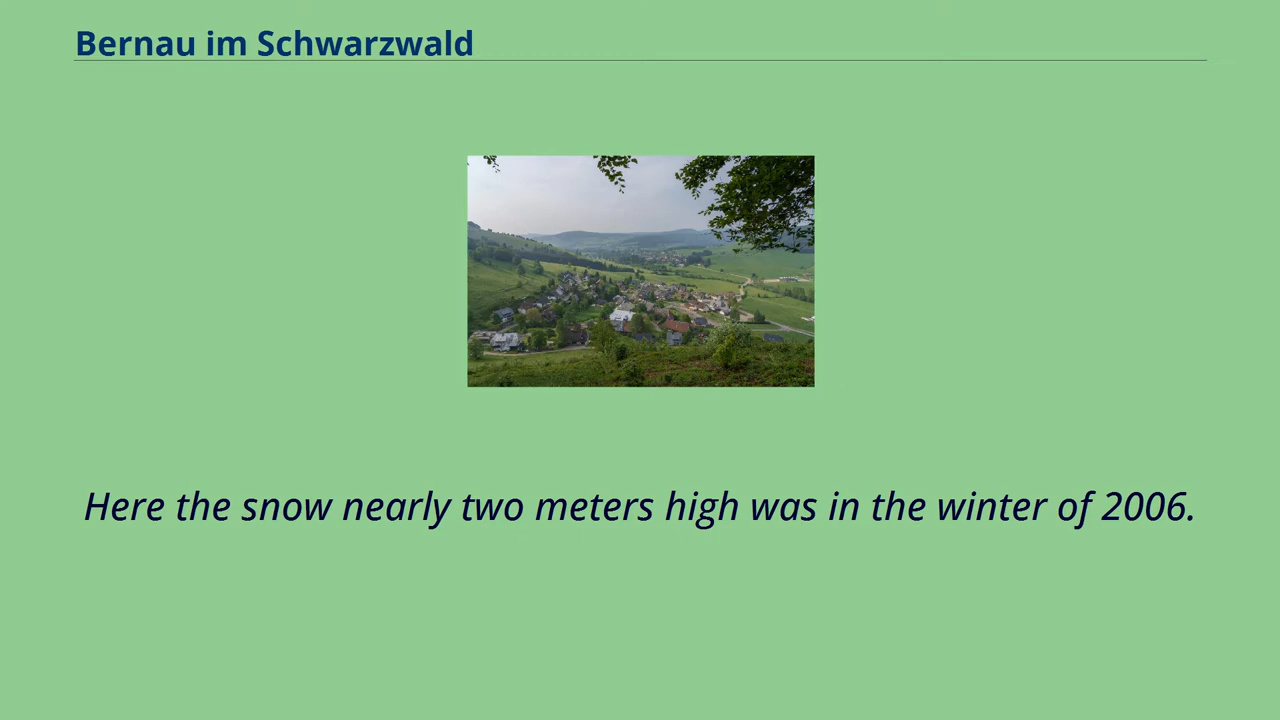 Bernau im Schwarzwald
Here the snow nearly two meters high was in the winter of 2006.